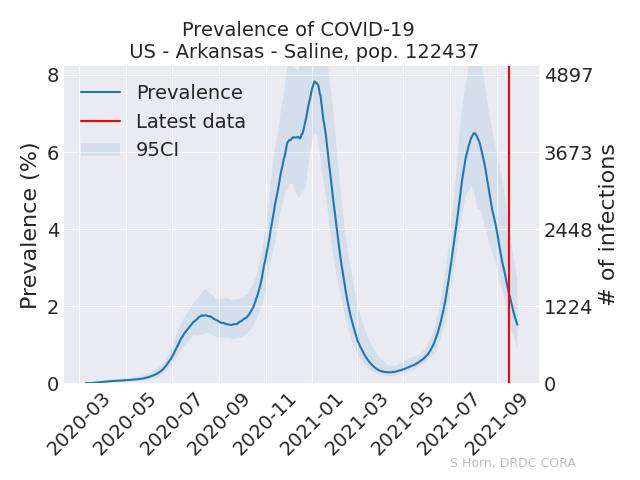 Prevalence of COVID-19
US - Arkansas - Saline, pop. 122437
Prevalence
Latest data
95CI
Prevalence (%)
8
6
4
2
0
4897
3673
2448
1224
0
# of infections
2020-03
2020-05
2020-07
2020-09
2020-11
2021-01
2021-03
2021-05
2021-07
2021-09
S Horn, DRDC CORA